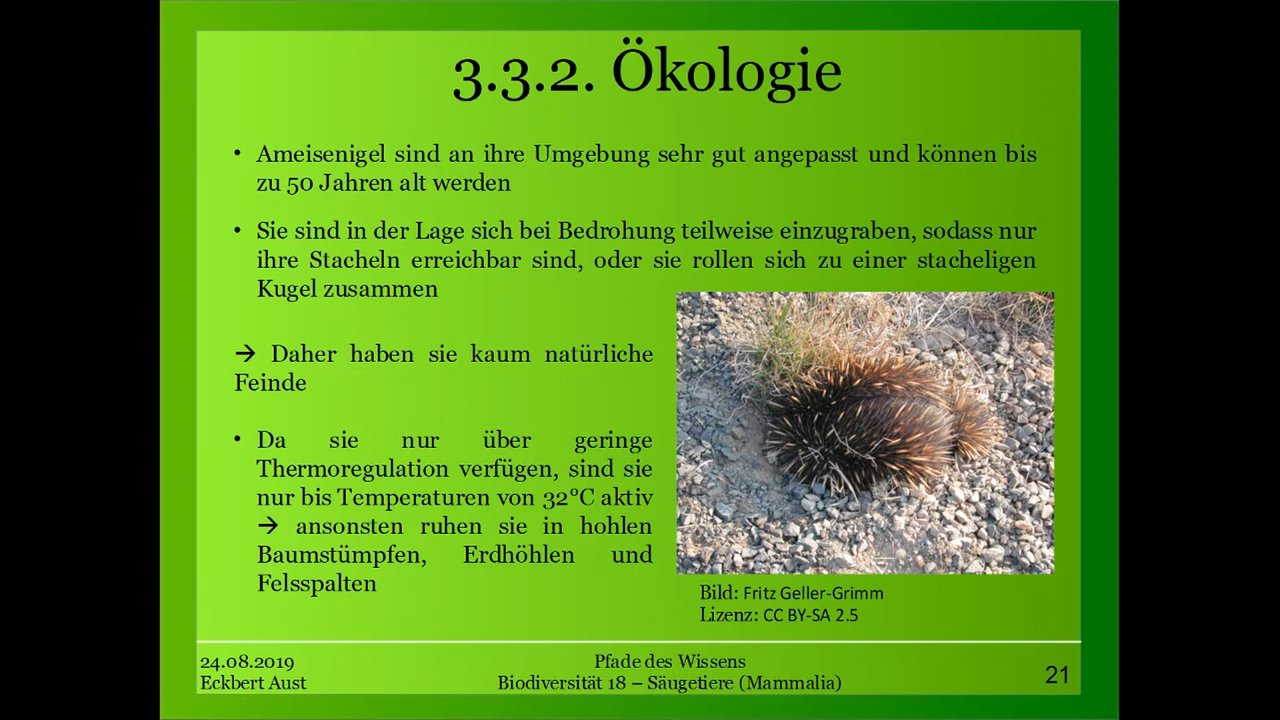 3.3.2. Ökologie
• Ameisenigel sind an ihre Umgebung sehr gut angepasst und können bis
zu 50 Jahren alt werden
• Sie sind in der Lage sich bei Bedrohung teilweise einzugraben, sodass nur
ihre Stacheln erreichbar sind, oder sie rollen sich zu einer stacheligen
Kugel zusammen
→ Daher haben sie kaum natürliche
Feinde
• Da sie nur über geringe
Thermoregulation verfügen, sind sie
nur bis Temperaturen von 32°C aktiv
→ ansonsten ruhen sie in hohlen
Baumstümpfen, Erdhöhlen und
Felsspalten
Bild: Fritz Geller-Grimm
Lizenz: CC BY-SA 2.5
24.08.2019
Eckbert Aust
Pfade des Wissens
Biodiversität 18 – Säugetiere (Mammalia)
21